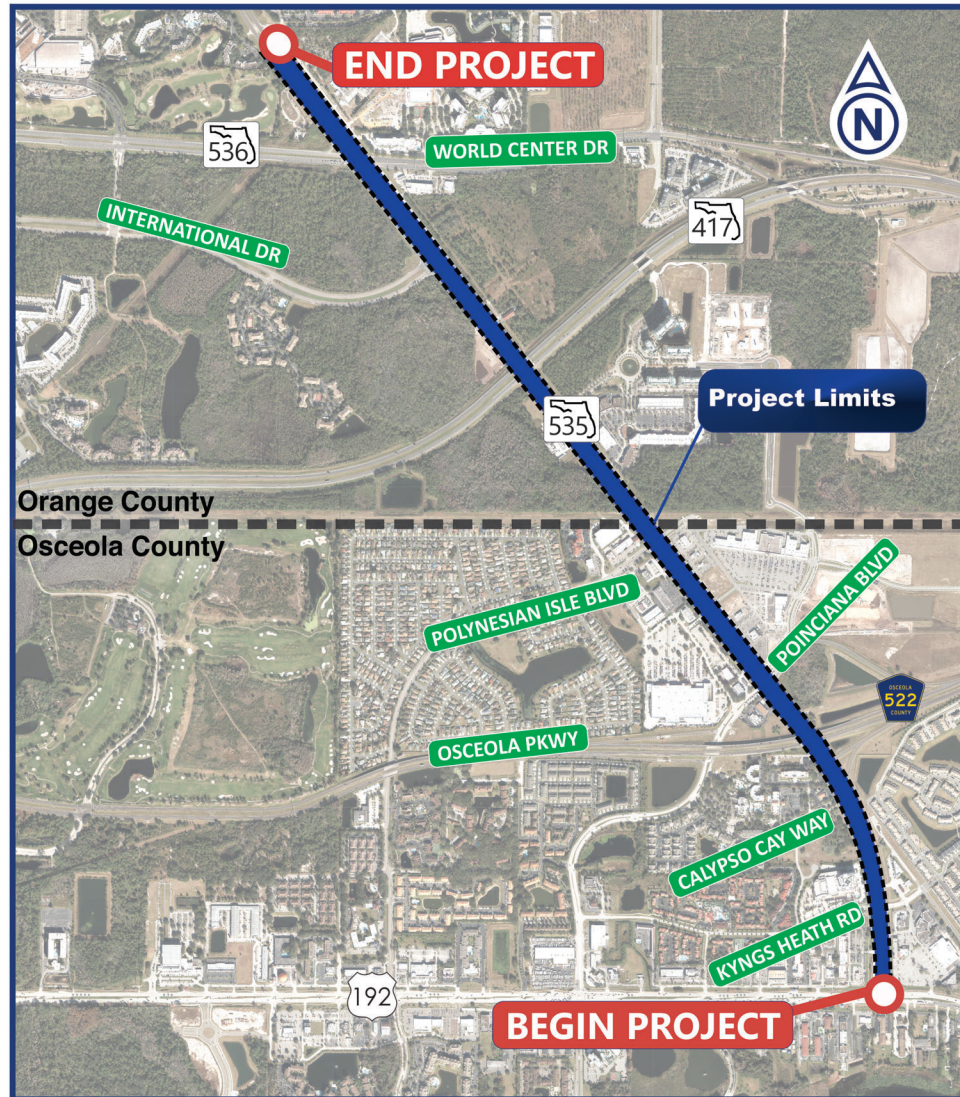 END PROJECT
N
536
WORLD CENTER DR
INTERNATIONAL DR
417
Project Limits
535
Orange County
Osceola County
POLYNESIAN ISLE BLVD
POINCIANA BLVD
OSCEOLA
522
COUNTY
OSCEOLA PKWY
CALYPSO CAY WAY
KYNGS HEATH RD
192
BEGIN PROJECT